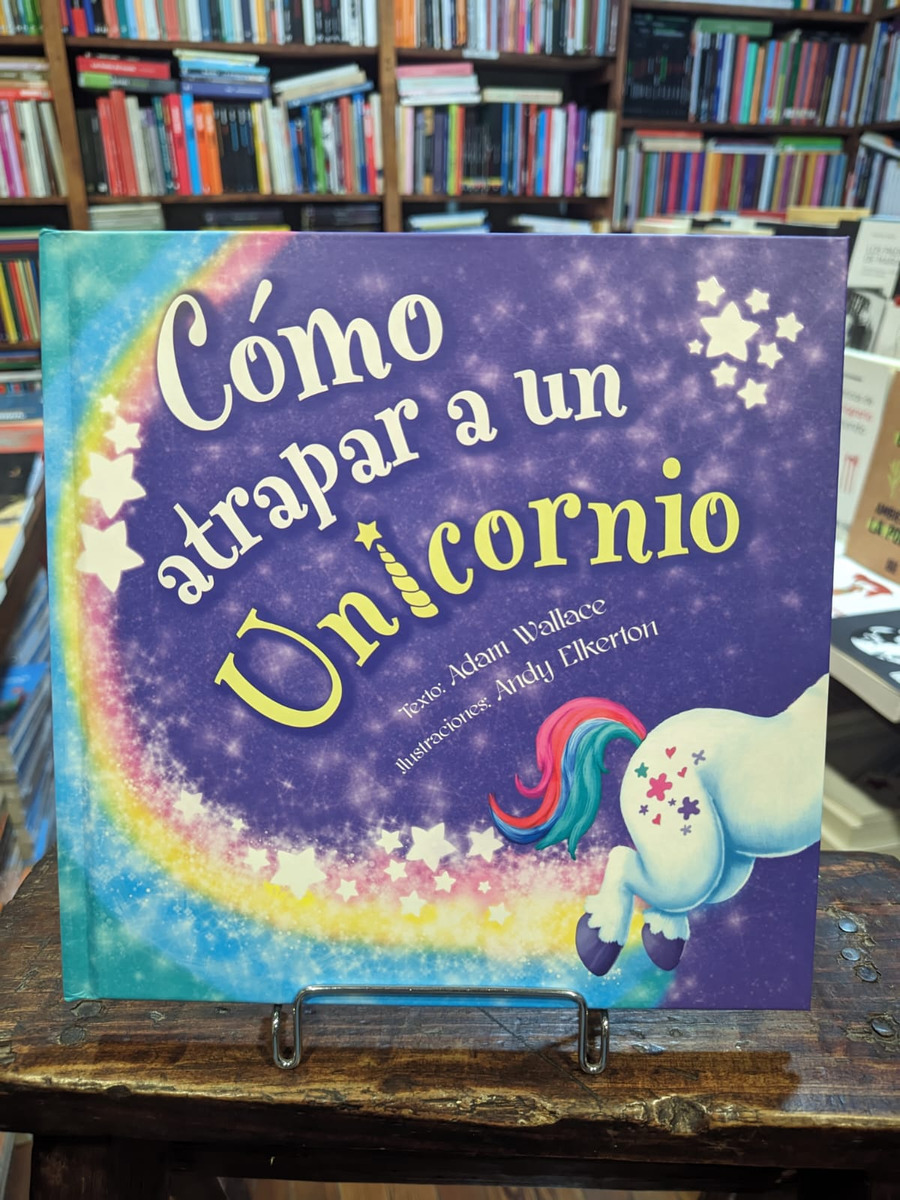 Cómo
atrapar a un
Unicornio
Texto: Adam Wallace
Ilustraciones: Andy Elkerton